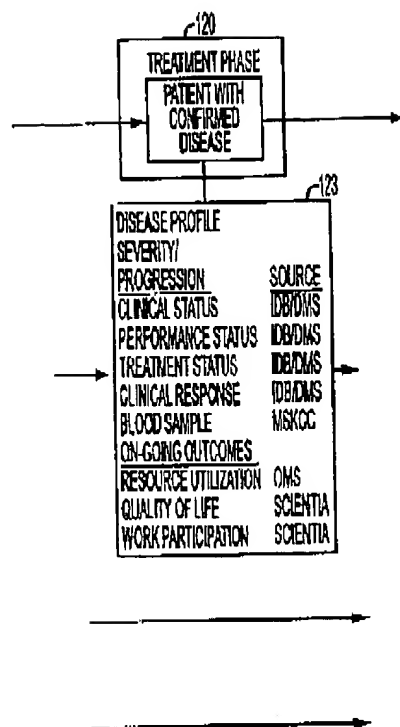 120
TREATMENT PHASE
PATIENT WITH
CONFIRMED
DISEASE
123
DISEASE PROFILE
SEVERITY/
PROGRESSION SOURCE
CLINICAL STATUS IDB/DMS
PERFORMANCE STATUS IDB/DMS
TREATMENT STATUS IDB/DMS
CLINICAL RESPONSE IDB/DMS
BLOOD SAMPLE MSKCC
ON-GOING OUTCOMES
RESOURCE UTILIZATION OMS
QUALITY OF LIFE SCIENTIA
WORK PARTICIPATION SCIENTIA